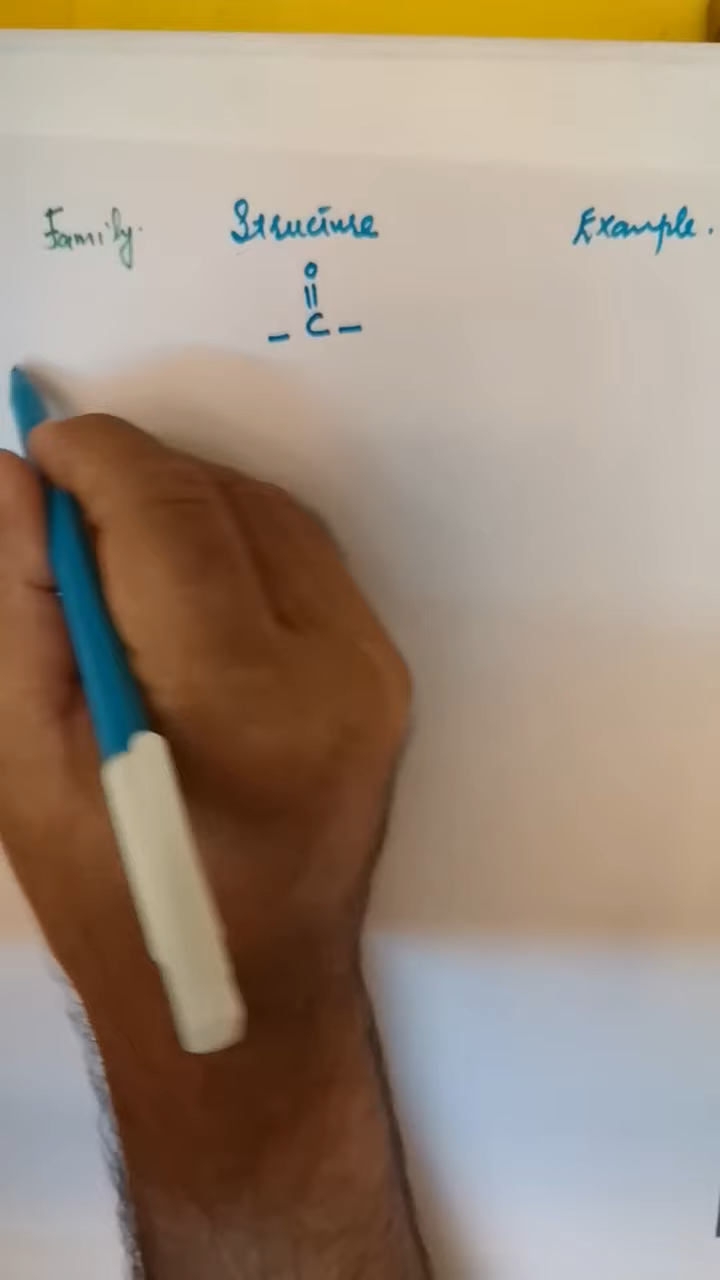 Family. Structure Example.
O
||
– C –